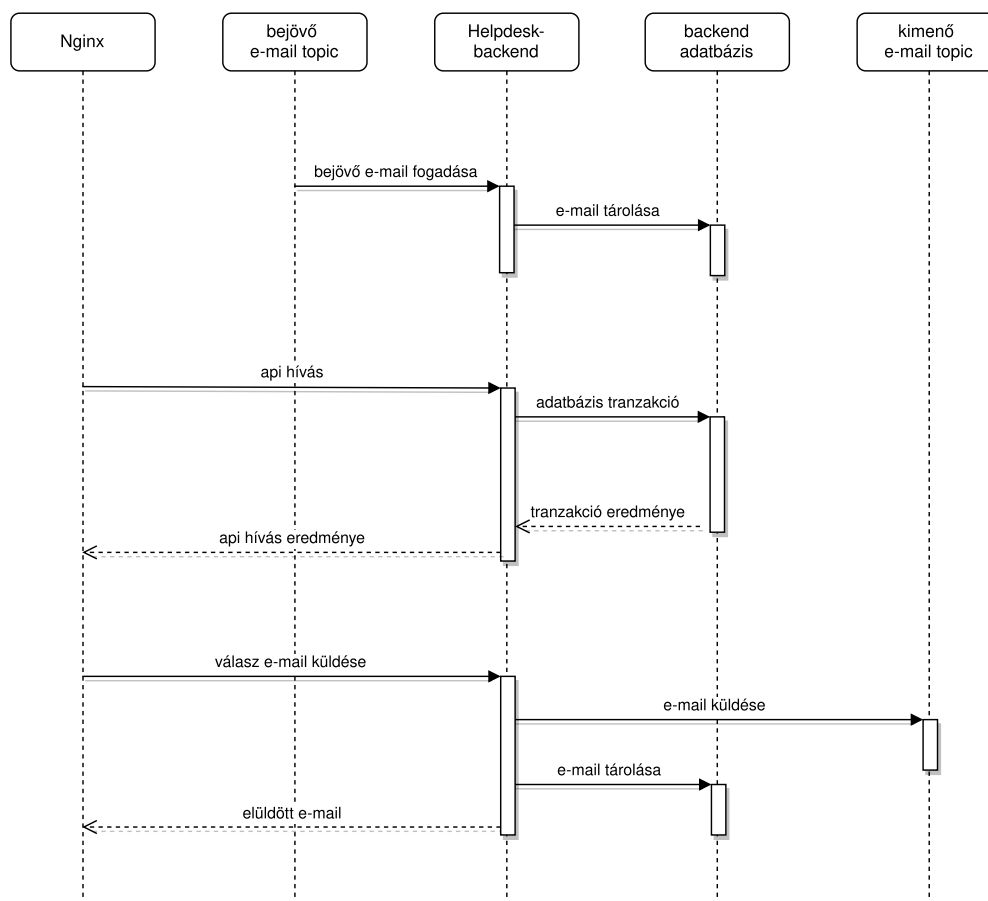 Nginx
bejövő
e-mail topic
Helpdesk-
backend
backend
adatbázis
kimenő
e-mail topic
bejövő e-mail fogadása
e-mail tárolása
api hívás
adatbázis tranzakció
tranzakció eredménye
api hívás eredménye
válasz e-mail küldése
e-mail küldése
e-mail tárolása
elüldött e-mail